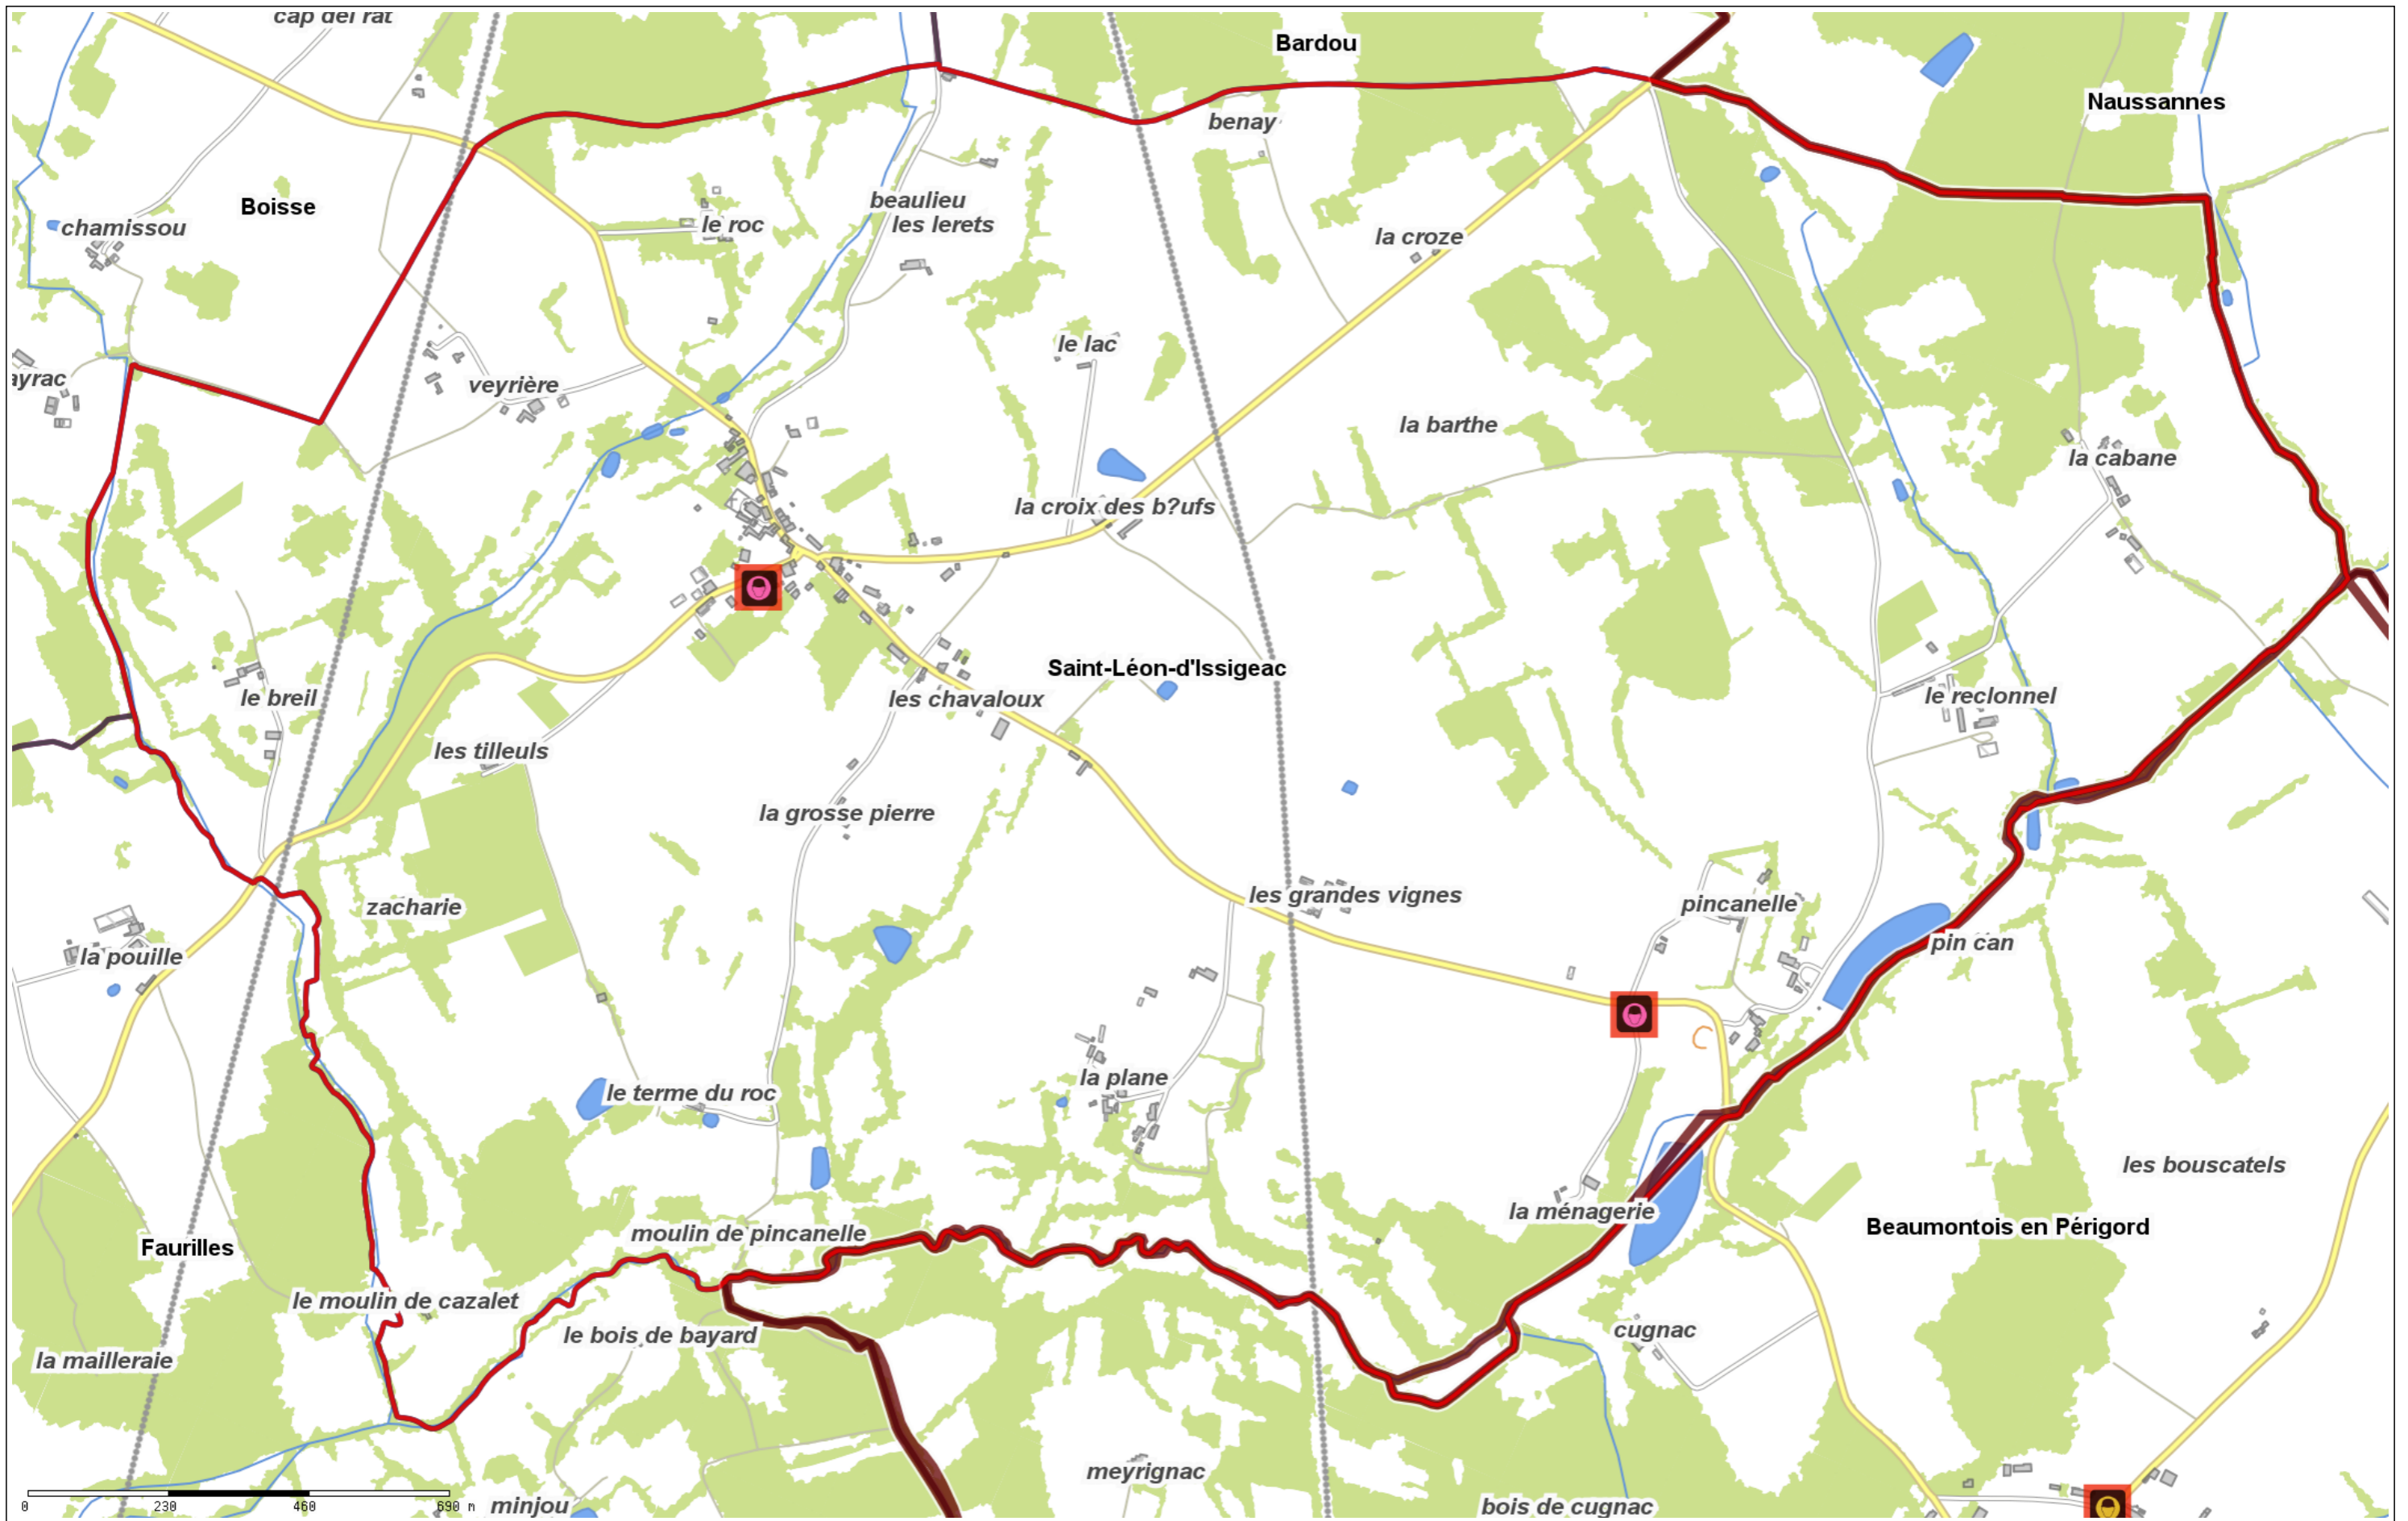 cap del rat
Bardou
Naussannes
benay
Boisse
beaulieu
chamissou
le roc
les lerets
la croze
le lac
ayrac
veyrière
la barthe
la cabane
la croix des b?ufs
Saint-Léon-d'Issigeac
le breil
les chavaloux
le reclonnel
les tilleuls
la grosse pierre
les grandes vignes
zacharie
pincanelle
pin can
la pouille
la plane
le terme du roc
les bouscatels
la ménagerie
moulin de pincanelle
Beaumontois en Périgord
Faurilles
le moulin de cazalet
le bois de bayard
cugnac
la mailleraie
meyrignac
minjou
bois de cugnac
0 230 460 690 m